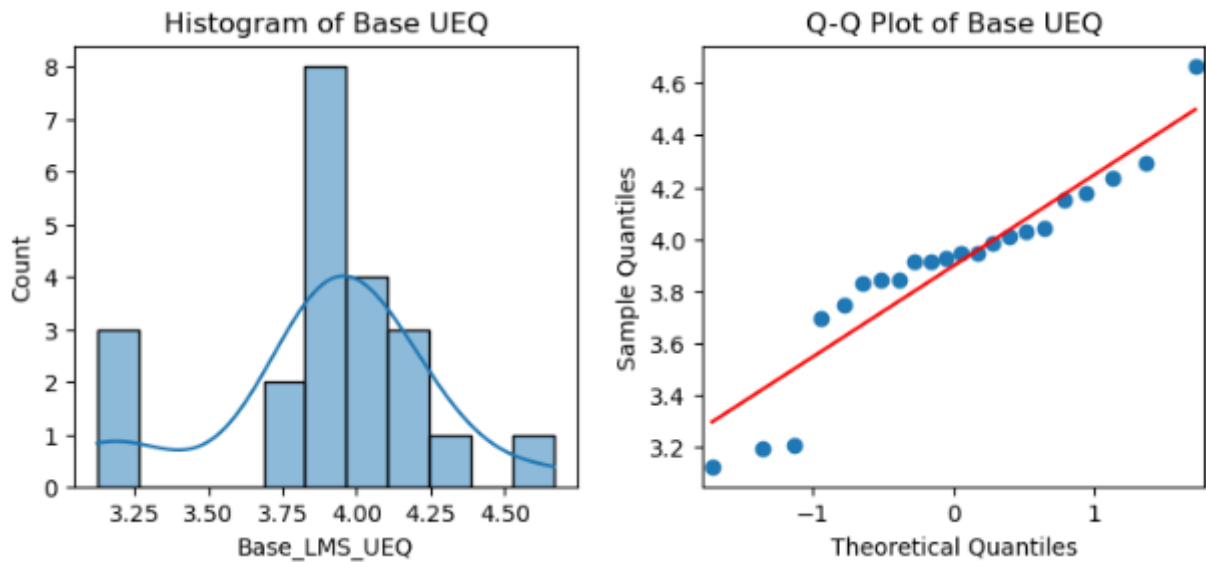 Histogram of Base UEQ
8
7
6
5
4
3
2
1
0
Count
3.25 3.50 3.75 4.00 4.25 4.50
Base_LMS_UEQ
Q-Q Plot of Base UEQ
4.6
4.4
4.2
4.0
3.8
3.6
3.4
3.2
Sample Quantiles
−1 0 1
Theoretical Quantiles